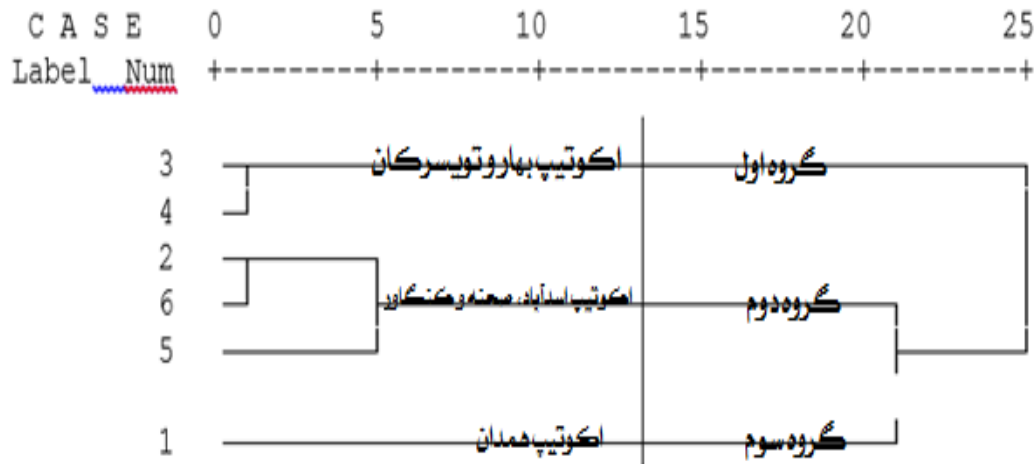 C A S E 0 5 10 15 20 25
Label Num +---------+---------+---------+---------+---------+
3 اکوتیپ بهار و تویسرکان گروه اول
4
2
6 اکوتیپ اسدآباد، صحنه و کنگاور گروه دوم
5
1 اکوتیپ همدان گروه سوم